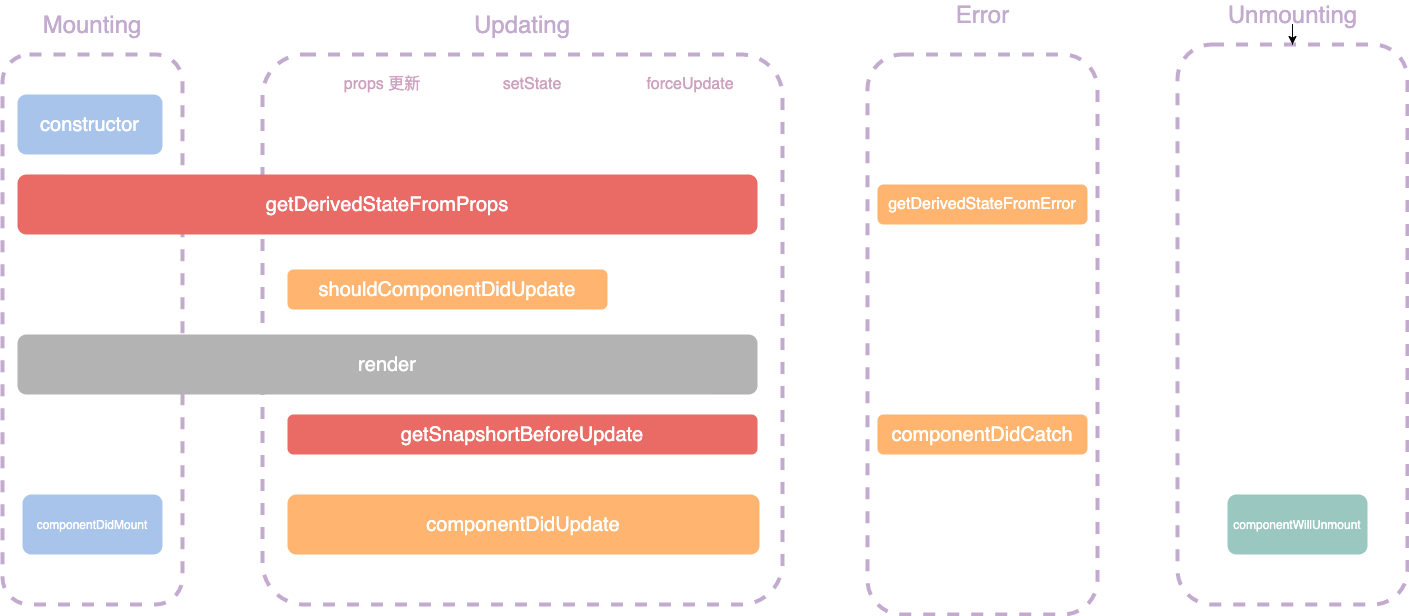 Mounting
Updating
Error
Unmounting
props 更新
setState
forceUpdate
constructor
getDerivedStateFromProps
getDerivedStateFromError
shouldComponentDidUpdate
render
getSnapshortBeforeUpdate
componentDidCatch
componentDidMount
componentDidUpdate
componentWillUnmount